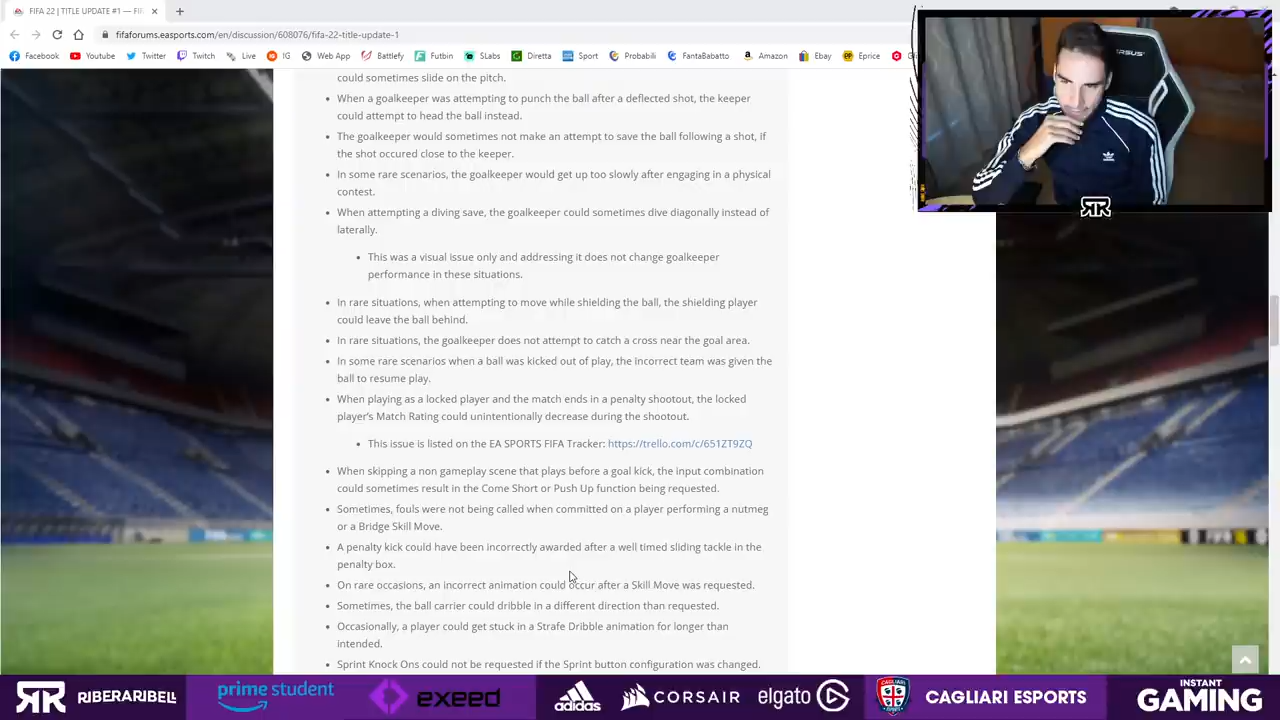 FIFA 22 | TITLE UPDATE #1 — FI
fifaforums.easports.com/en/discussion/608076/fifa-22-title-update-1
Facebook Youtube Twitter Twitch Live IG Battlefy Futbin SLabs Diretta Sport Probabili FantaBabatto Amazon Ebay Eprice
VERSUS
could sometimes slide on the pitch.
When a goalkeeper was attempting to punch the ball after a deflected shot, the keeper
could attempt to head the ball instead.
The goalkeeper would sometimes not make an attempt to save the ball following a shot, if
the shot occured close to the keeper.
In some rare scenarios, the goalkeeper would get up too slowly after engaging in a physical
contest.
When attempting a diving save, the goalkeeper could sometimes dive diagonally instead of
laterally.
This was a visual issue only and addressing it does not change goalkeeper
performance in these situations.
In rare situations, when attempting to move while shielding the ball, the shielding player
could leave the ball behind.
In rare situations, the goalkeeper does not attempt to catch a cross near the goal area.
In some rare scenarios when a ball was kicked out of play, the incorrect team was given the
ball to resume play.
When playing as a locked player and the match ends in a penalty shootout, the locked
player's Match Rating could unintentionally decrease during the shootout.
This issue is listed on the EA SPORTS FIFA Tracker: https://trello.com/c/651ZT9ZQ
When skipping a non gameplay scene that plays before a goal kick, the input combination
could sometimes result in the Come Short or Push Up function being requested.
Sometimes, fouls were not being called when committed on a player performing a nutmeg
or a Bridge Skill Move.
A penalty kick could have been incorrectly awarded after a well timed sliding tackle in the
penalty box.
On rare occasions, an incorrect animation could occur after a Skill Move was requested.
Sometimes, the ball carrier could dribble in a different direction than requested.
Occasionally, a player could get stuck in a Strafe Dribble animation for longer than
intended.
Sprint Knock Ons could not be requested if the Sprint button configuration was changed.
RIBERARIBELL prime student exeed adidas CORSAIR elgato CAGLIARI ESPORTS INSTANT GAMING